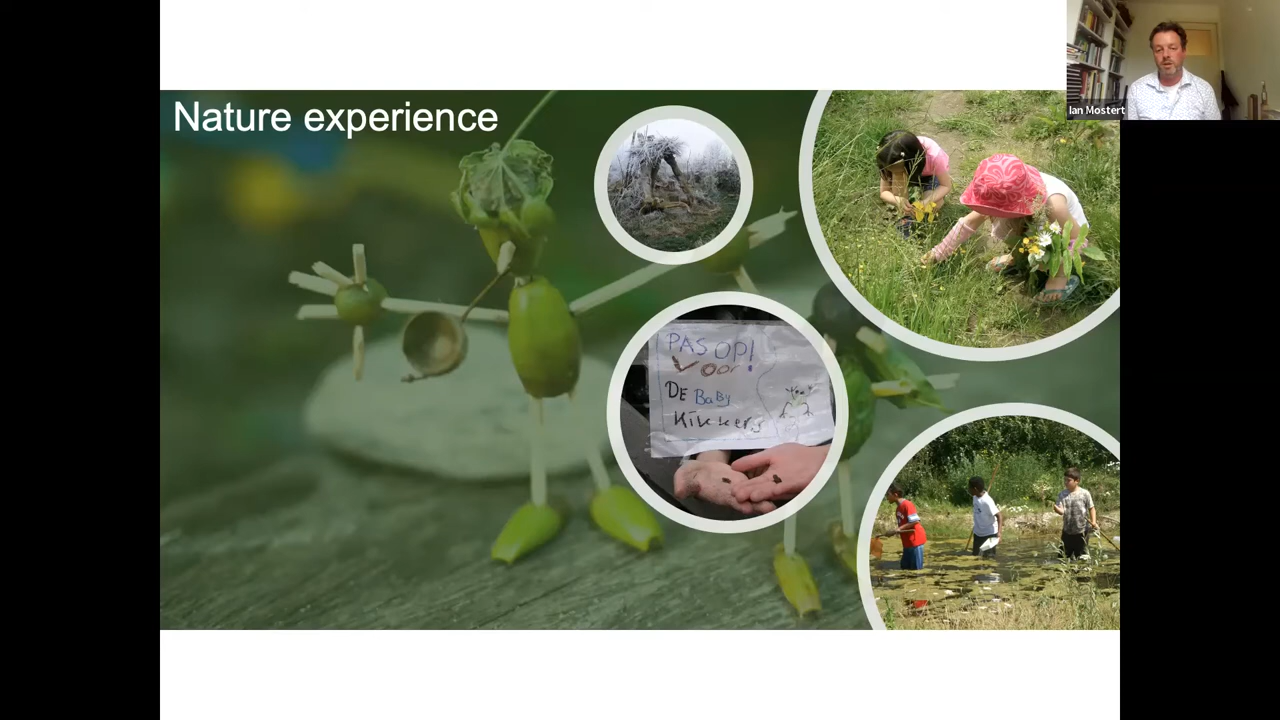 Nature experience
Ian Mostert
PAS OP!
Voor
DE BaBy
Kikkers